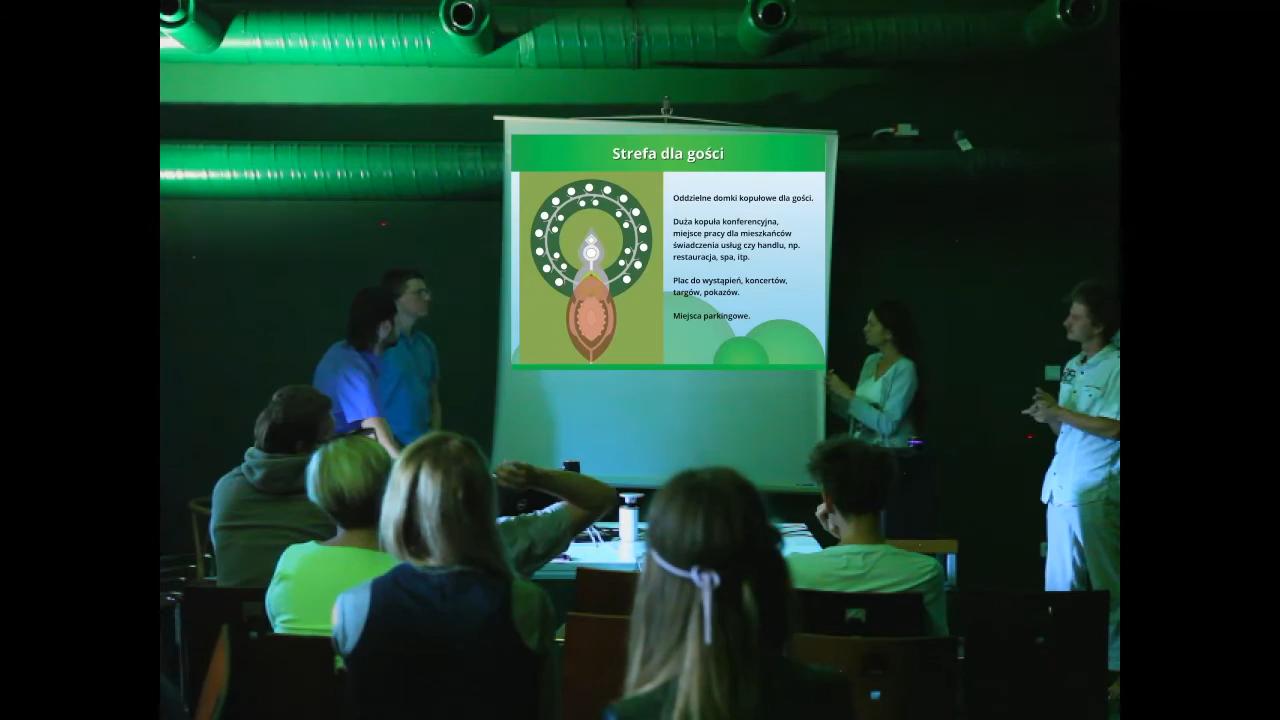 Strefa dla gości
Oddzielne domki kopułowe dla gości.
Duża kopuła konferencyjna,
miejsce pracy dla mieszkańców
świadczenia usług czy handlu, np.
restauracja, spa, itp.
Plac do wystąpień, koncertów,
targów, pokazów.
Miejsca parkingowe.